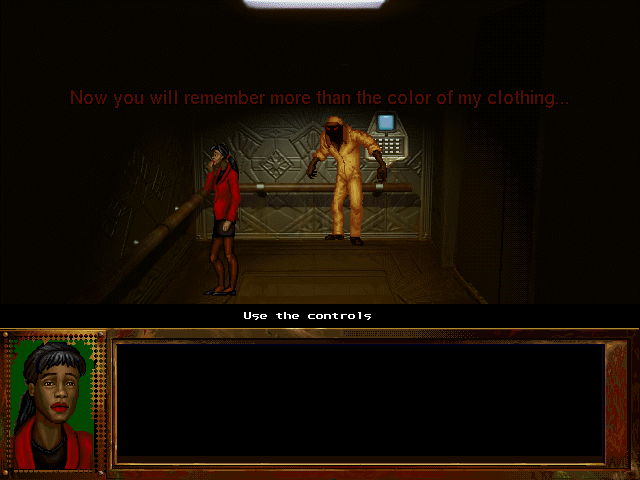 Now you will remember more than the color of my clothing...
Use the controls